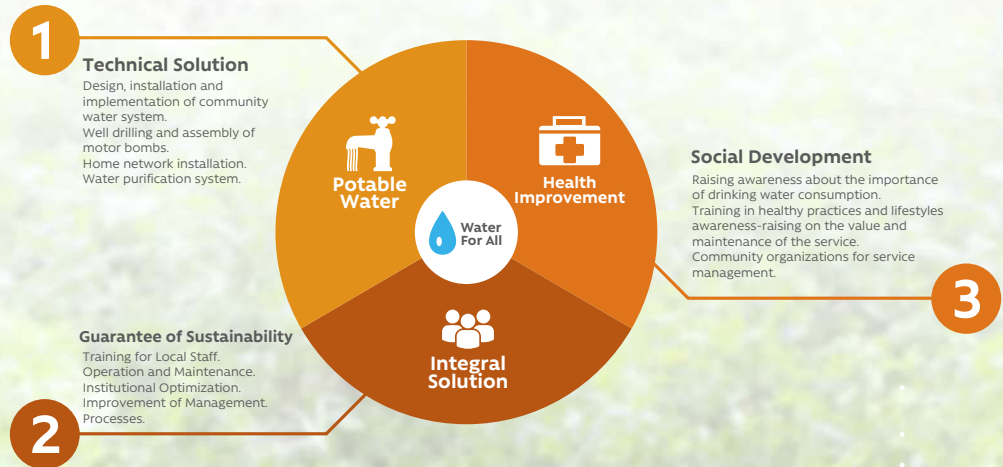 1
Technical Solution
Design, installation and
implementation of community
water system.
Well drilling and assembly of
motor bombs.
Home network installation.
Water purification system.
Potable
Water
Health
Improvement
Water
For All
Integral
Solution
Guarantee of Sustainability
Training for Local Staff.
Operation and Maintenance.
Institutional Optimization.
Improvement of Management.
Processes.
2
Social Development
Raising awareness about the importance
of drinking water consumption.
Training in healthy practices and lifestyles
awareness-raising on the value and
maintenance of the service.
Community organizations for service
management.
3